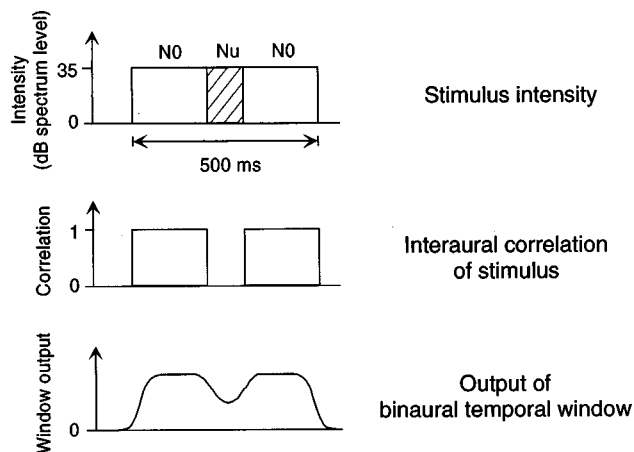 Intensity
(dB spectrum level)
35
0
N0 Nu N0
500 ms
Stimulus intensity
Correlation
1
0
Interaural correlation
of stimulus
Window output
0
Output of
binaural temporal window